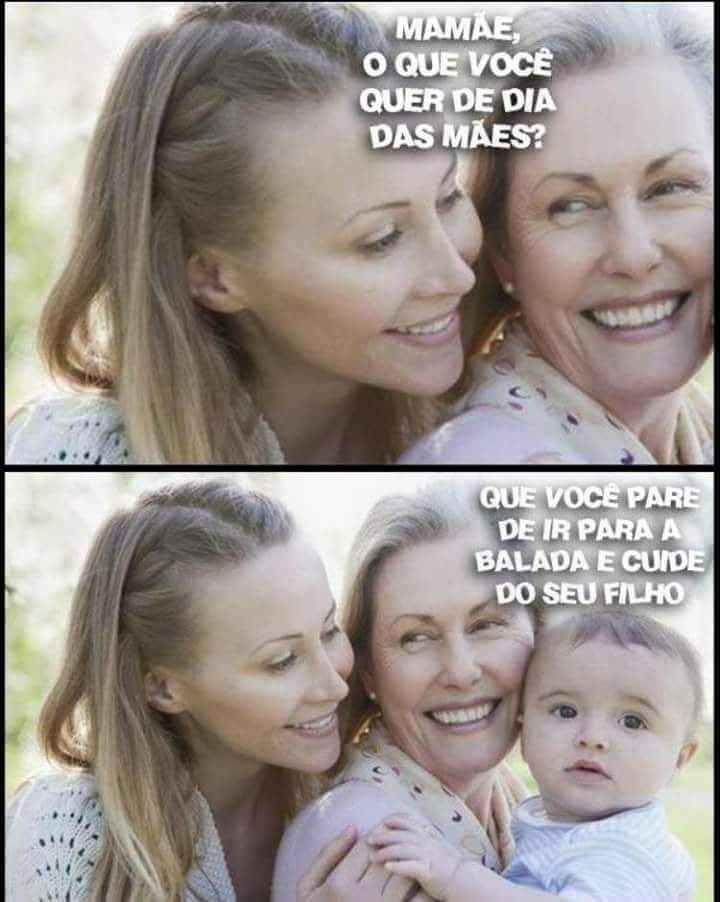 MAMÃE,
O QUE VOCÊ
QUER DE DIA
DAS MÃES?
QUE VOCÊ PARE
DE IR PARA A
BALADA E CUIDE
DO SEU FILHO